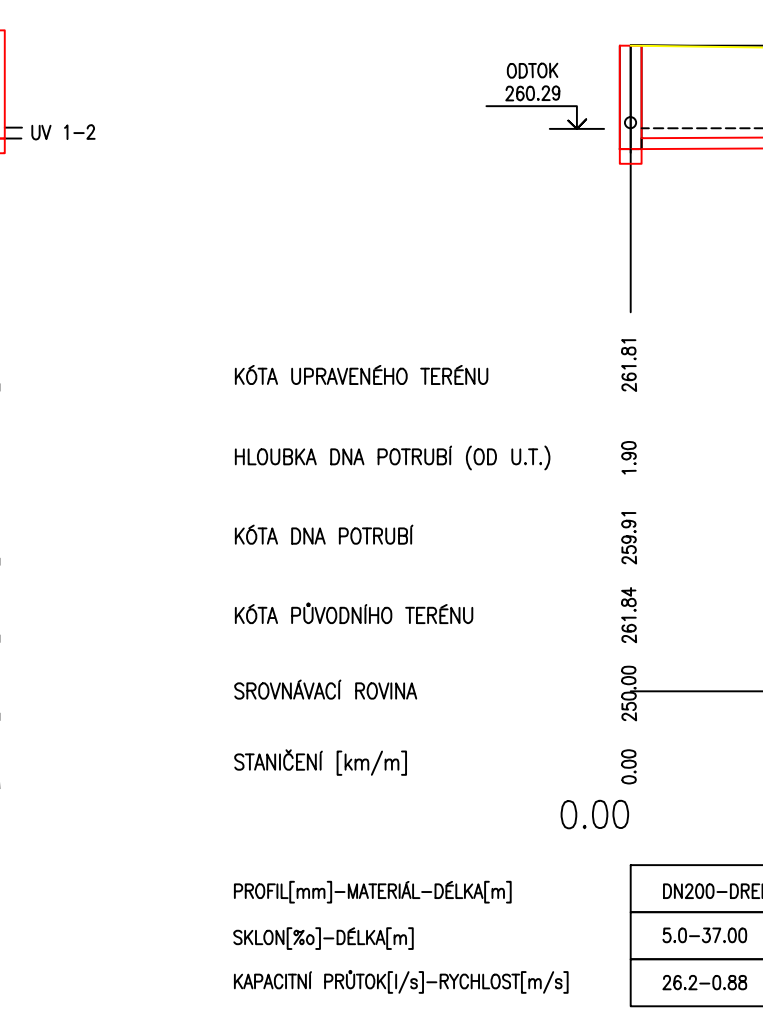 ODTOK
260.29
UV 1-2
KÓTA UPRAVENÉHO TERÉNU 261.81
HLOUBKA DNA POTRUBÍ (OD U.T.) 1.90
KÓTA DNA POTRUBÍ 259.91
KÓTA PŮVODNÍHO TERÉNU 261.84
SROVNÁVACÍ ROVINA 250.00
STANIČENÍ [km/m] 0.00
0.00
PROFIL[mm]-MATERIÁL-DÉLKA[m] DN200-DRE
SKLON[%o]-DÉLKA[m] 5.0-37.00
KAPACITNÍ PRŮTOK[l/s]-RYCHLOST[m/s] 26.2-0.88